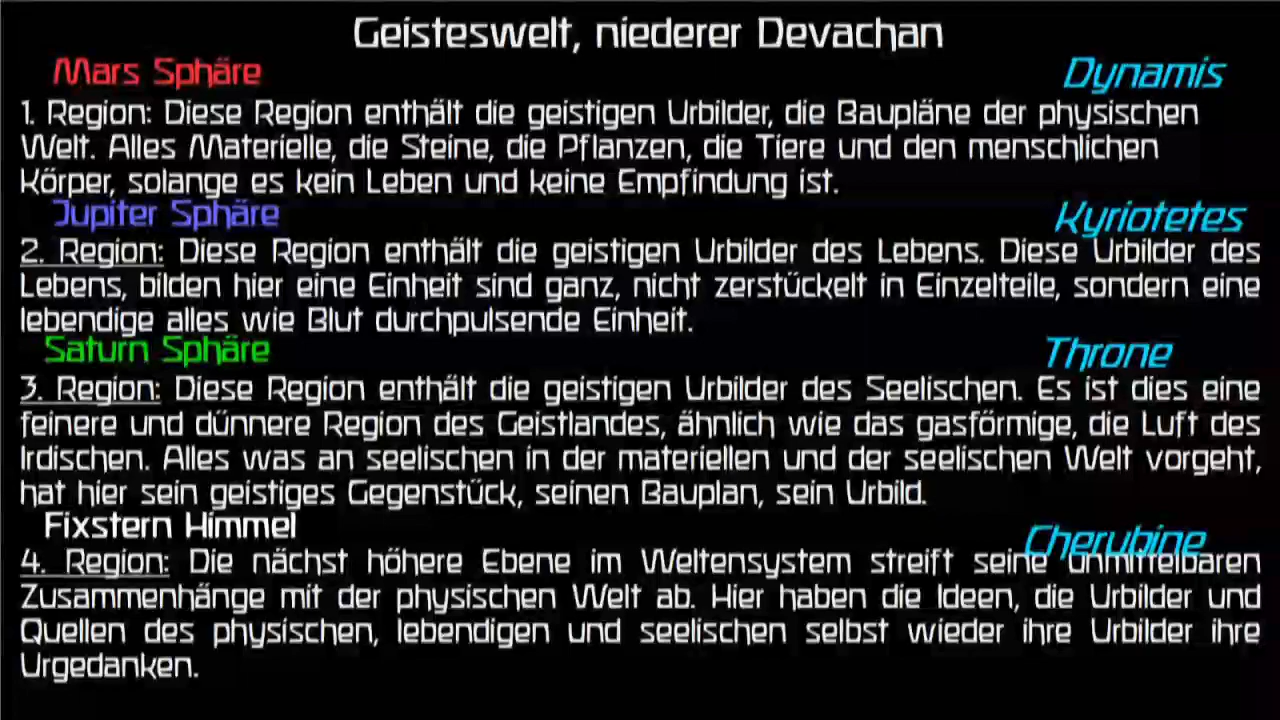 Geisteswelt, niederer Devachan
Mars Sphäre Dynamis
1. Region: Diese Region enthält die geistigen Urbilder, die Baupläne der physischen
Welt. Alles Materielle, die Steine, die Pflanzen, die Tiere und den menschlichen
Körper, solange es kein Leben und keine Empfindung ist.
Jupiter Sphäre Kyriotetes
2. Region: Diese Region enthält die geistigen Urbilder des Lebens. Diese Urbilder des
Lebens, bilden hier eine Einheit sind ganz, nicht zerstückelt in Einzelteile, sondern eine
lebendige alles wie Blut durchpulsende Einheit.
Saturn Sphäre Throne
3. Region: Diese Region enthält die geistigen Urbilder des Seelischen. Es ist dies eine
feinere und dünnere Region des Geistlandes, ähnlich wie das gasförmige, die Luft des
Irdischen. Alles was an seelischen in der materiellen und der seelischen Welt vorgeht,
hat hier sein geistiges Gegenstück, seinen Bauplan, sein Urbild.
Fixstern Himmel Cherubine
4. Region: Die nächst höhere Ebene im Weltensystem streift seine unmittelbaren
Zusammenhänge mit der physischen Welt ab. Hier haben die Ideen, die Urbilder und
Quellen des physischen, lebendigen und seelischen selbst wieder ihre Urbilder ihre
Urgedanken.